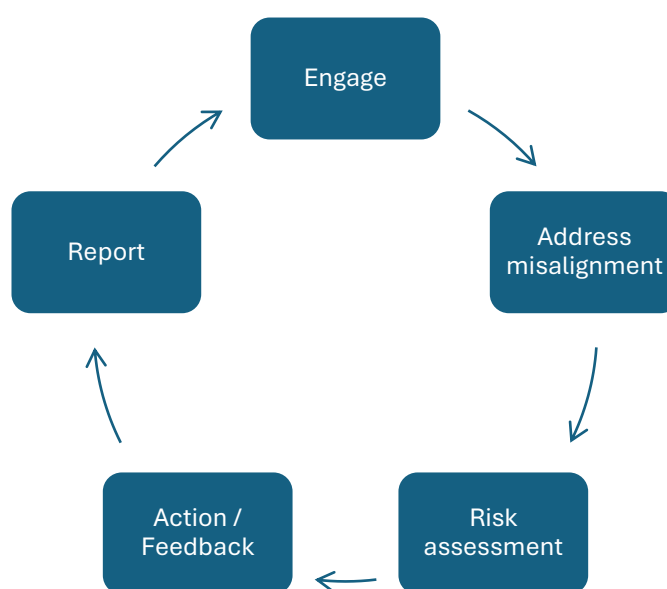 Engage
Address
misalignment
Risk
assessment
Action /
Feedback
Report